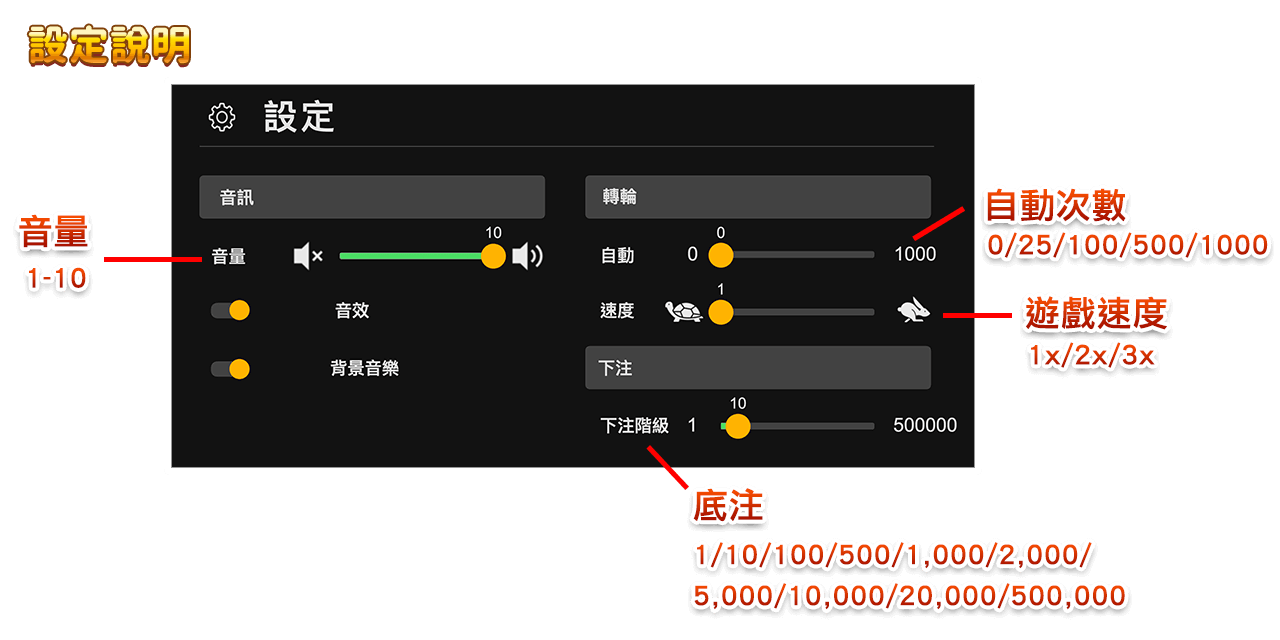 設定說明
設定
音訊
音量
10
音效
背景音樂
轉輪
自動
0
0
1000
速度
1
下注
下注階級
1
10
500000
音量
1-10
自動次數
0/25/100/500/1000
遊戲速度
1x/2x/3x
底注
1/10/100/500/1,000/2,000/
5,000/10,000/20,000/500,000